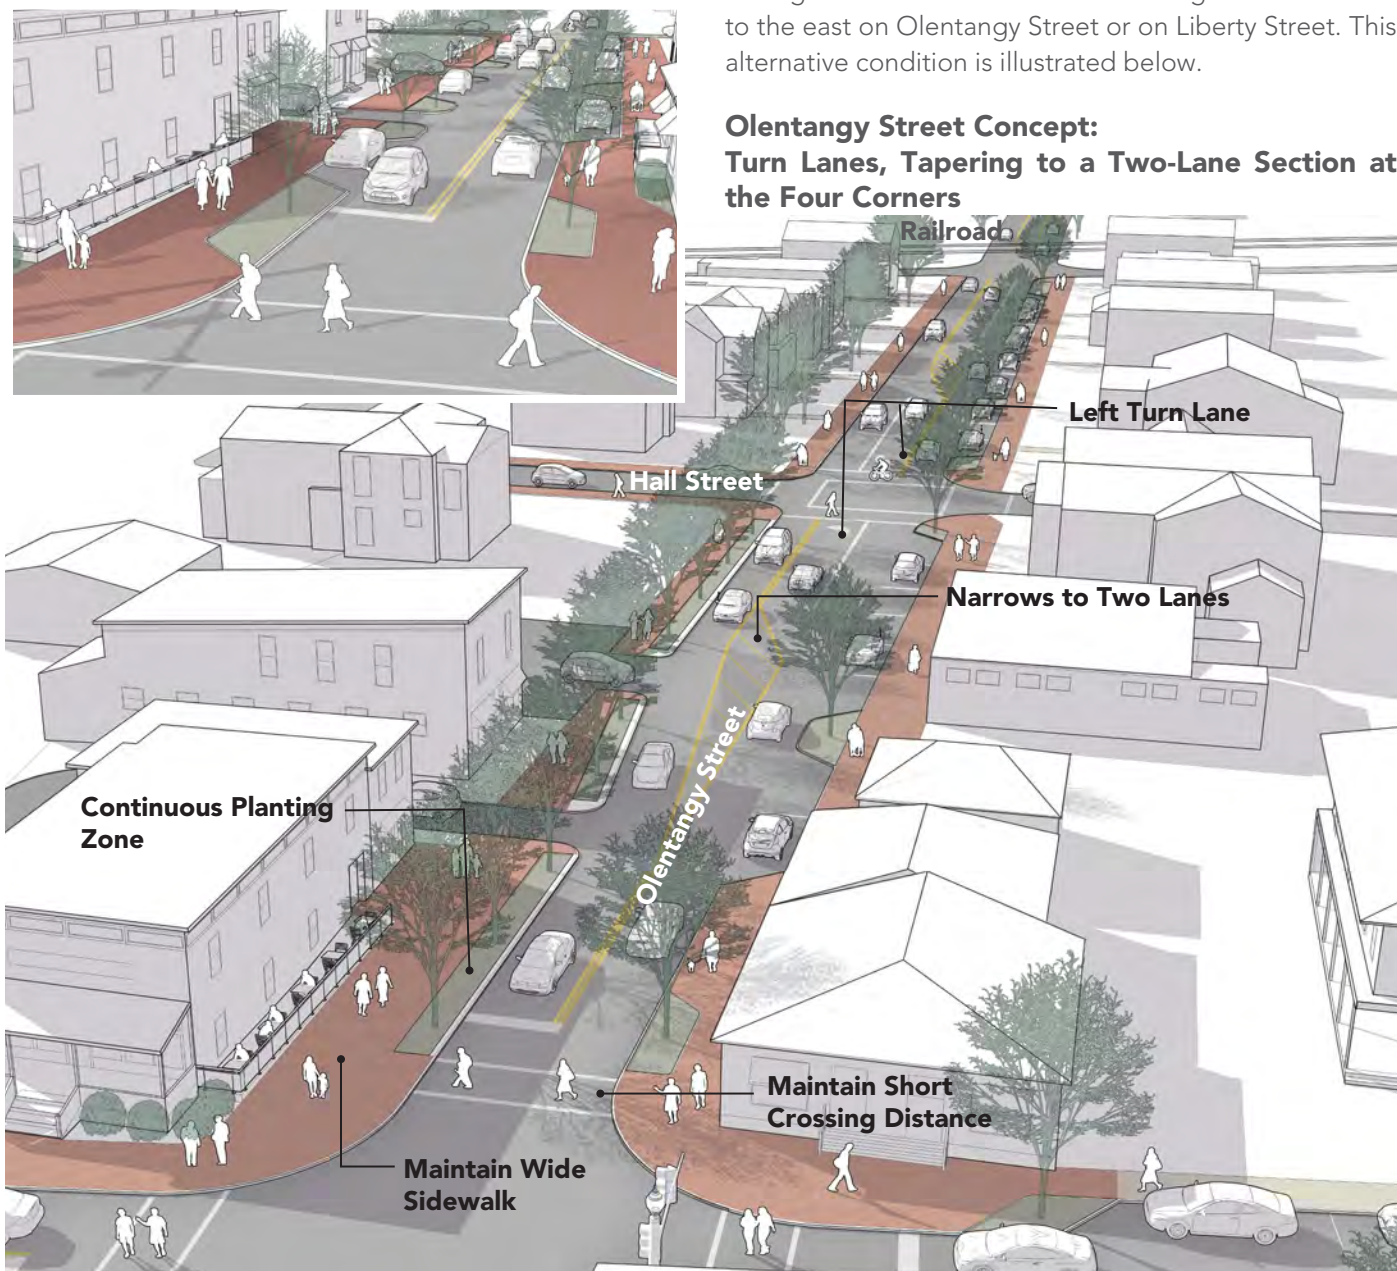 to the east on Olentangy Street or on Liberty Street. This
alternative condition is illustrated below.
Olentangy Street Concept:
Turn Lanes, Tapering to a Two-Lane Section at
the Four Corners
Railroad
Left Turn Lane
Hall Street
Narrows to Two Lanes
Olentangy Street
Continuous Planting
Zone
Maintain Short
Crossing Distance
Maintain Wide
Sidewalk